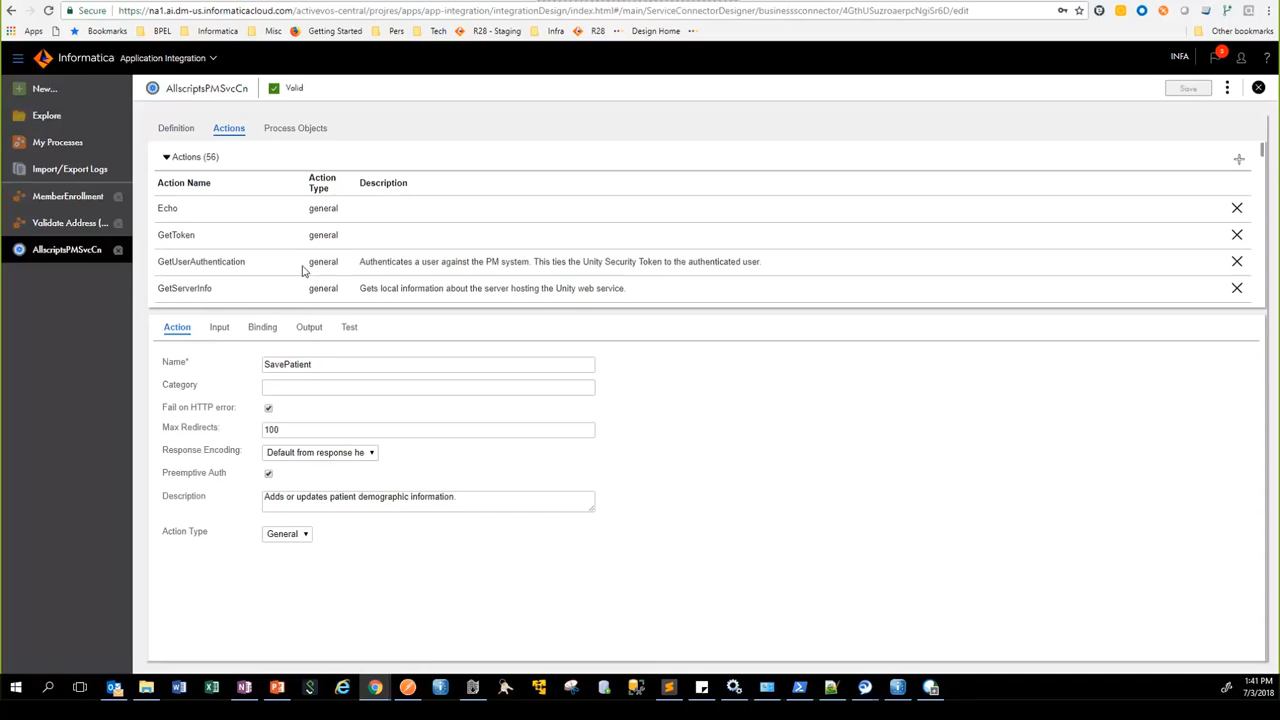 Secure
https://na1.ai.dm-us.informaticacloud.com/activevos-central/projres/apps/app-integration/integrationDesign/index.html#/main/ServiceConnectorDesigner/businessconnector/4GthUSuzroaerpcNgiSr6D/edit
Apps Bookmarks BPEL Informatica Misc Getting Started Pers Tech R28 - Staging Infra R28 Design Home Other bookmarks
Informatica Application Integration INFA 3 ?
New...
Explore
My Processes
Import/Export Logs
MemberEnrollment
Validate Address (...
AllscriptsPMSvcCn
AllscriptsPMSvcCn Valid Save
Definition Actions Process Objects
Actions (56)
Action Name Action Type Description
Echo general
GetToken general
GetUserAuthentication general Authenticates a user against the PM system. This ties the Unity Security Token to the authenticated user.
GetServerInfo general Gets local information about the server hosting the Unity web service.
Action Input Binding Output Test
Name* SavePatient
Category
Fail on HTTP error:
Max Redirects: 100
Response Encoding: Default from response he
Preemptive Auth
Description Adds or updates patient demographic information.
Action Type General
1:41 PM
7/3/2018